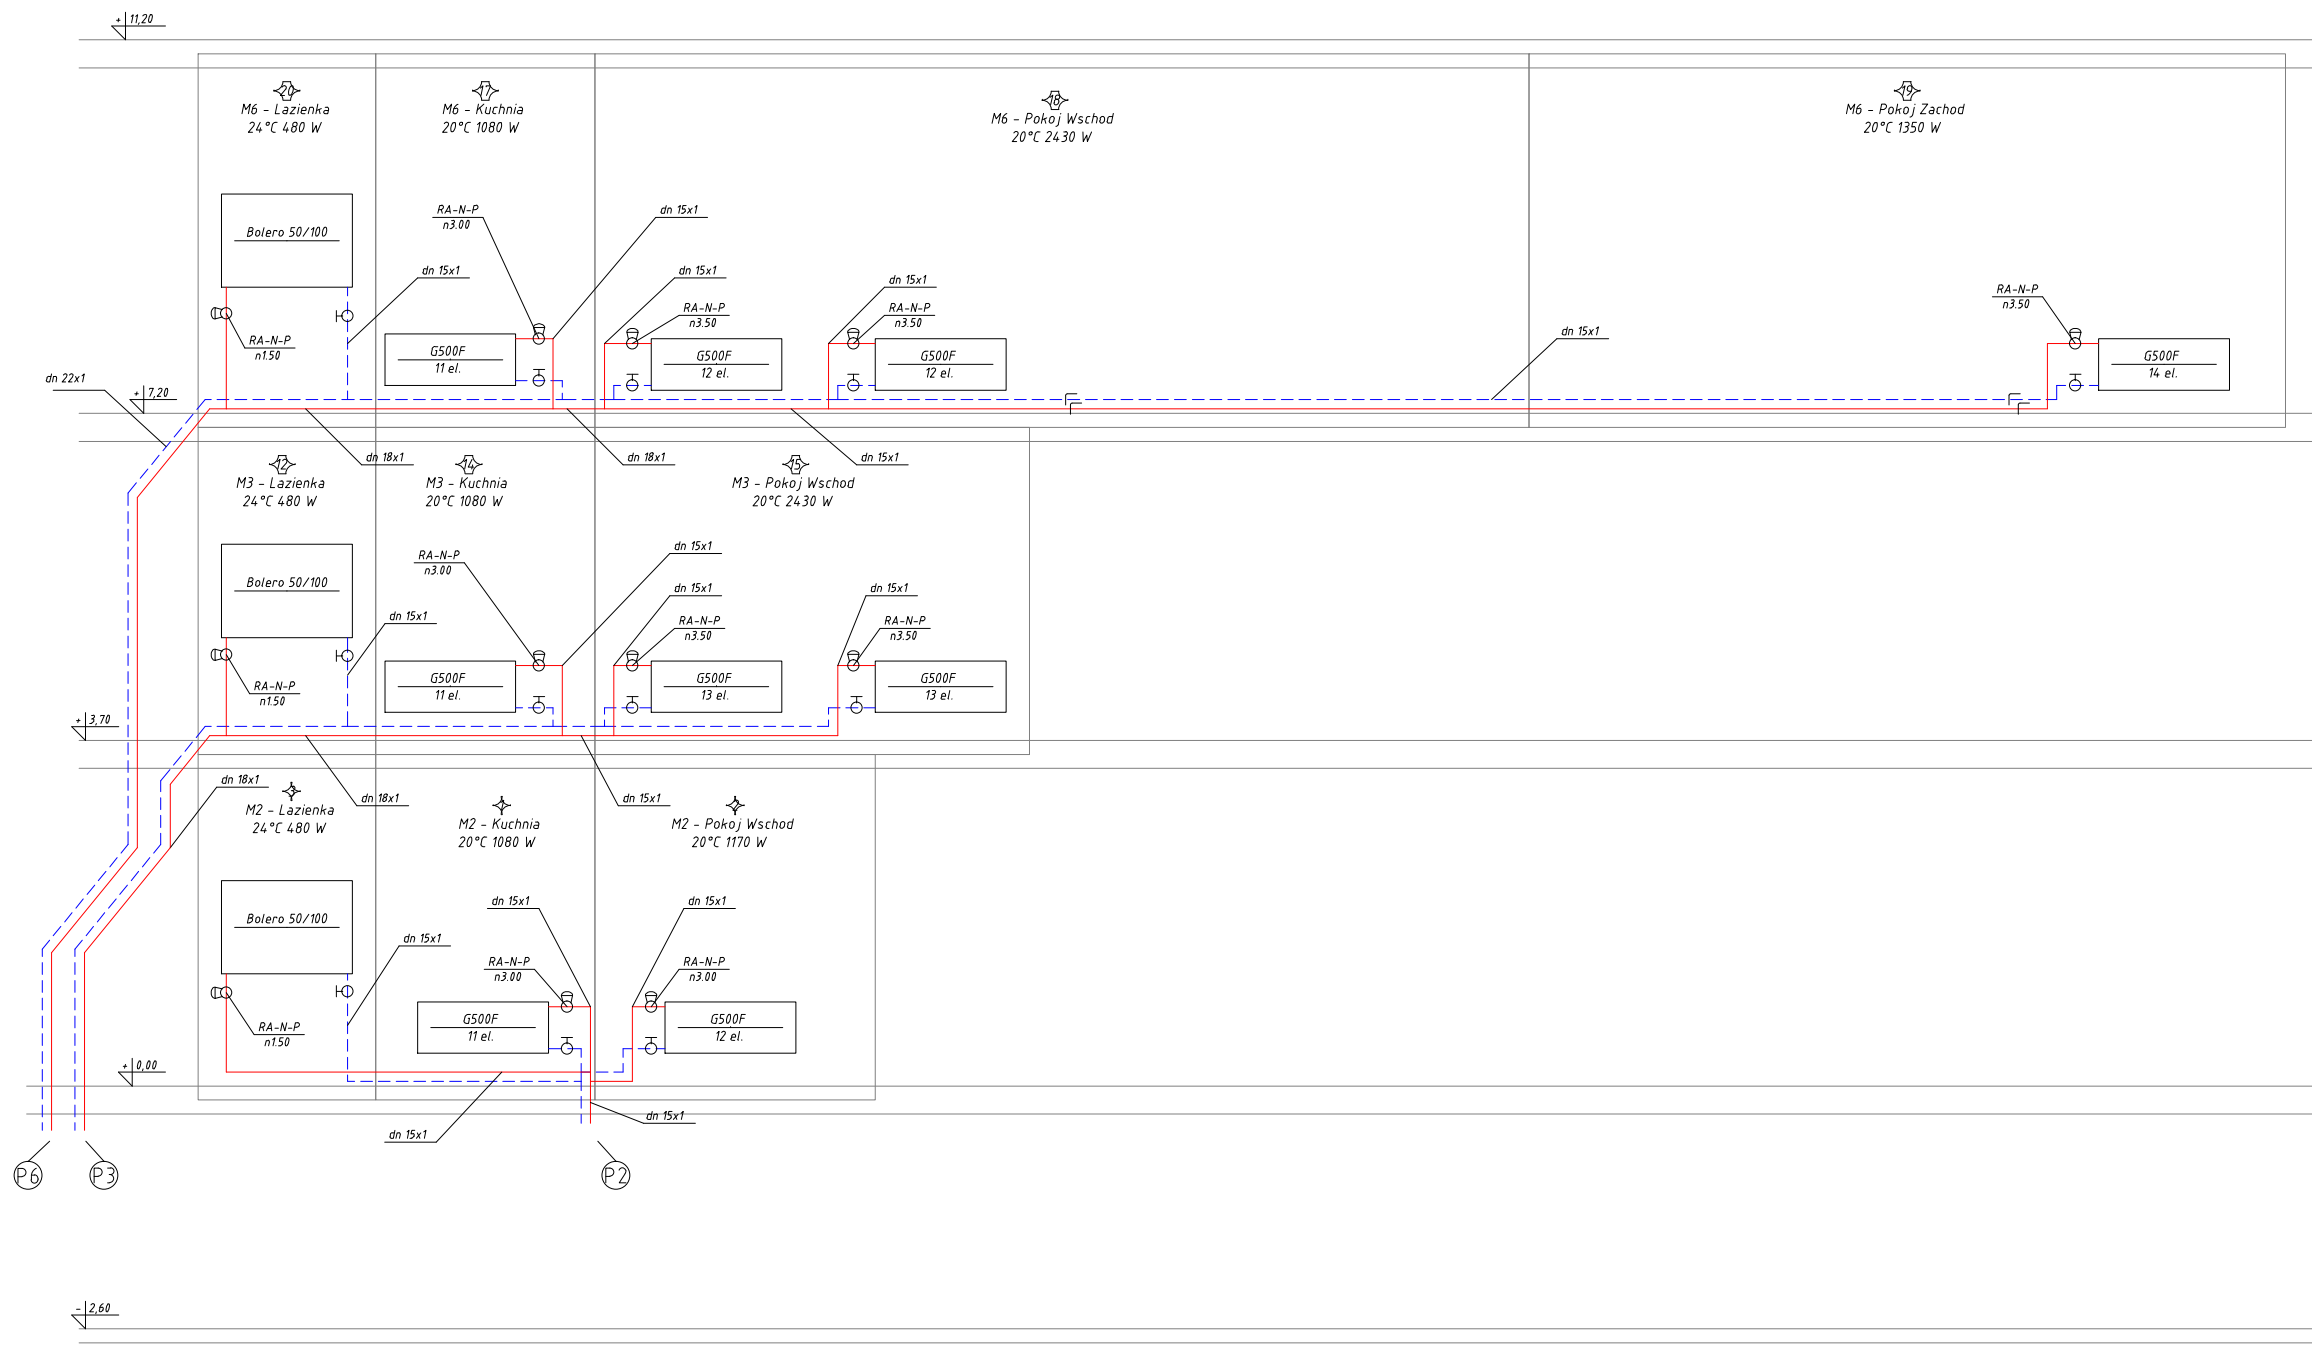 + 11,20
20
M6 - Lazienka
24°C 480 W
17
M6 - Kuchnia
20°C 1080 W
18
M6 - Pokoj Wschod
20°C 2430 W
19
M6 - Pokoj Zachod
20°C 1350 W
Bolero 50/100
RA-N-P
n3.00
dn 15x1
dn 15x1
dn 15x1
dn 15x1
RA-N-P
n3.50
RA-N-P
n3.50
RA-N-P
n3.50
dn 15x1
RA-N-P
n1.50
G500F
11 el.
G500F
12 el.
G500F
12 el.
G500F
14 el.
dn 22x1
+ 7,20
dn 18x1
dn 18x1
dn 15x1
12
M3 - Lazienka
24°C 480 W
14
M3 - Kuchnia
20°C 1080 W
15
M3 - Pokoj Wschod
20°C 2430 W
Bolero 50/100
RA-N-P
n3.00
dn 15x1
dn 15x1
dn 15x1
dn 15x1
RA-N-P
n3.50
RA-N-P
n3.50
RA-N-P
n1.50
G500F
11 el.
G500F
13 el.
G500F
13 el.
+ 3,70
dn 18x1
dn 18x1
dn 15x1
3
M2 - Lazienka
24°C 480 W
1
M2 - Kuchnia
20°C 1080 W
2
M2 - Pokoj Wschod
20°C 1170 W
Bolero 50/100
dn 15x1
dn 15x1
dn 15x1
RA-N-P
n3.00
RA-N-P
n3.00
RA-N-P
n1.50
G500F
11 el.
G500F
12 el.
+ 0,00
dn 15x1
dn 15x1
P6
P3
P2
- 2,60